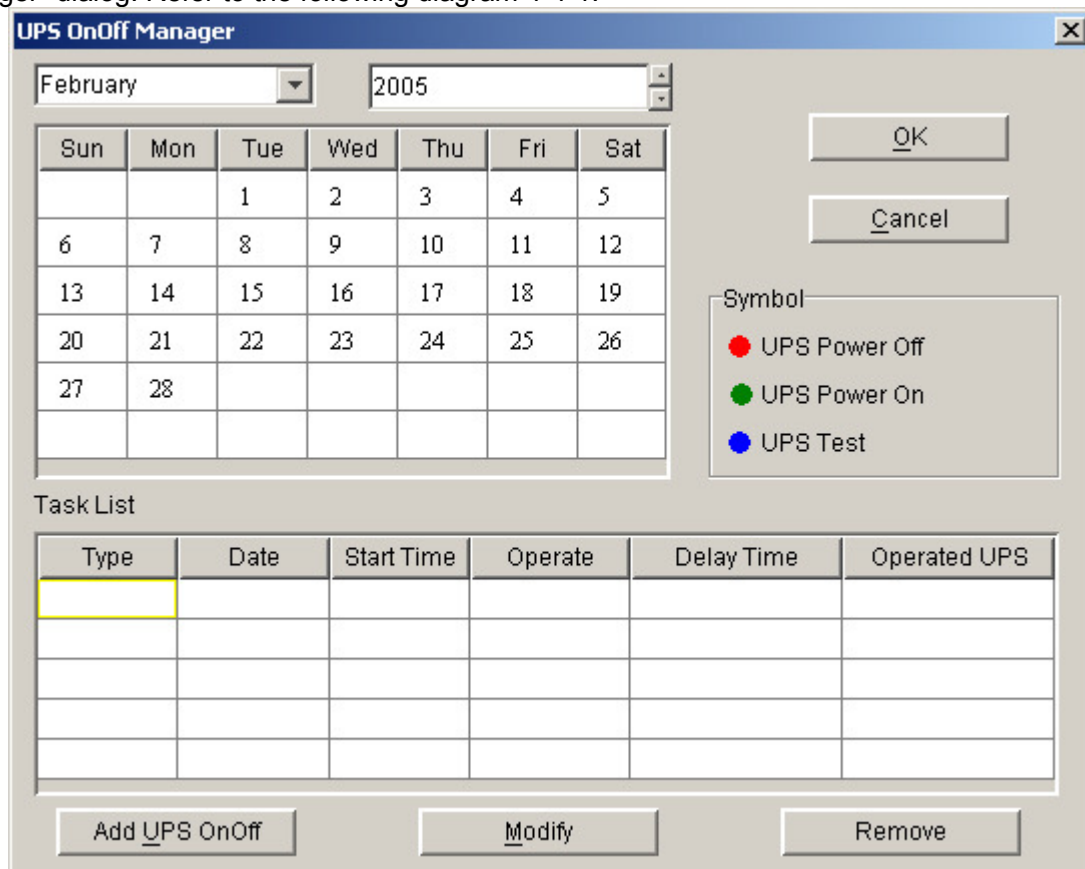 UPS OnOff Manager
February 2005
Sun Mon Tue Wed Thu Fri Sat
1 2 3 4 5
6 7 8 9 10 11 12
13 14 15 16 17 18 19
20 21 22 23 24 25 26
27 28
OK
Cancel
Symbol
UPS Power Off
UPS Power On
UPS Test
Task List
Type Date Start Time Operate Delay Time Operated UPS
Add UPS OnOff Modify Remove